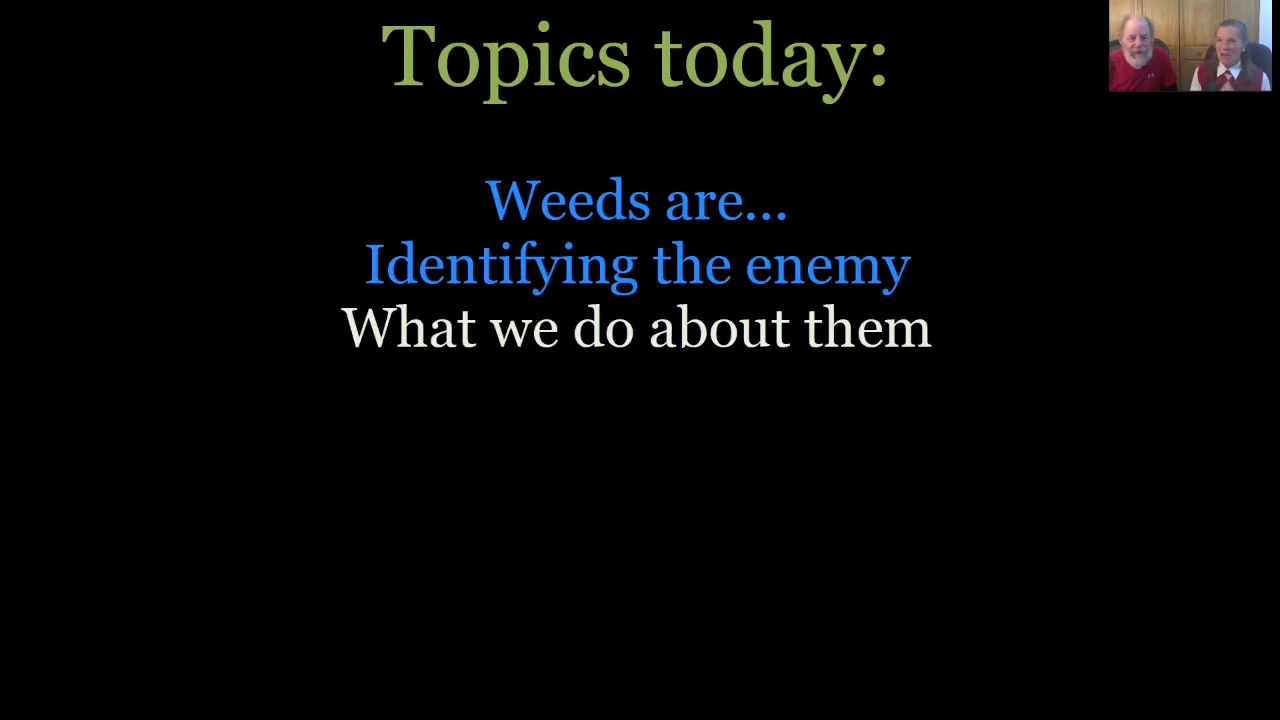 Topics today:
Weeds are...
Identifying the enemy
What we do about them